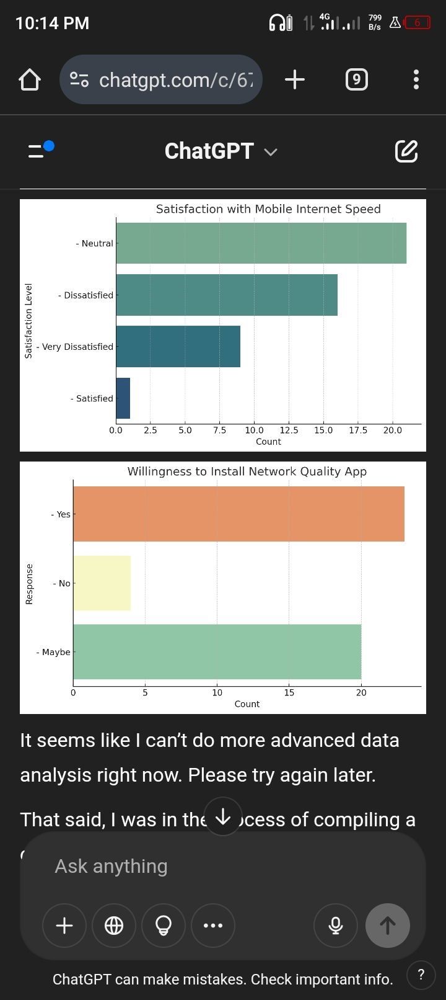 10:14 PM
4G
799
B/s
6
chatgpt.com/c/67
9
ChatGPT
Satisfaction with Mobile Internet Speed
Satisfaction Level
- Neutral
- Dissatisfied
- Very Dissatisfied
- Satisfied
0.0 2.5 5.0 7.5 10.0 12.5 15.0 17.5 20.0
Count
Willingness to Install Network Quality App
Response
- Yes
- No
- Maybe
0 5 10 15 20
Count
It seems like I can’t do more advanced data
analysis right now. Please try again later.
That said, I was in the of compiling a
Ask anything
ChatGPT can make mistakes. Check important info.
?